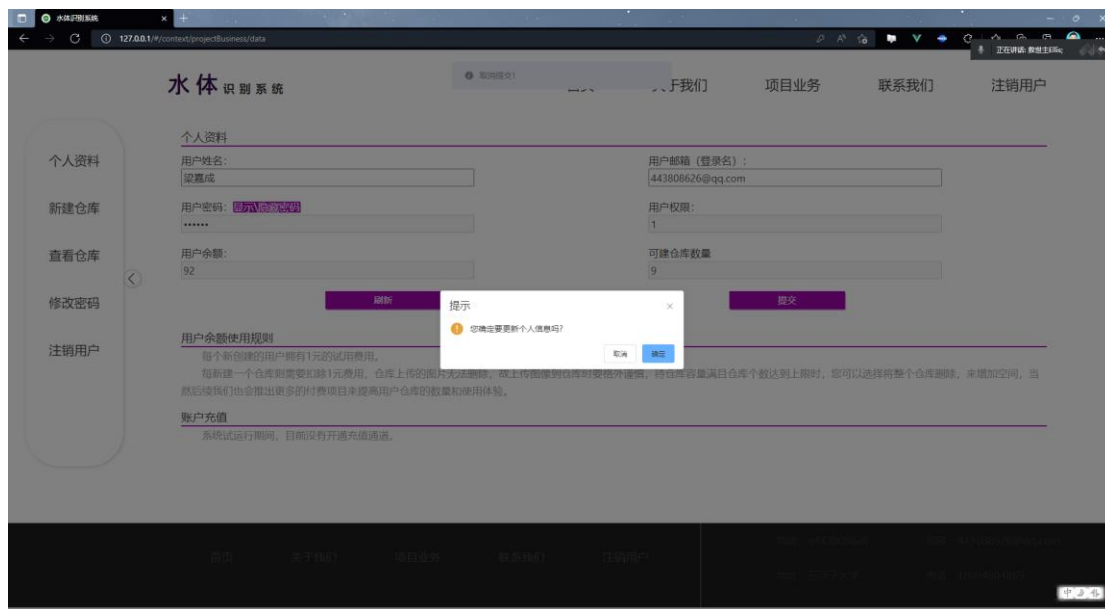 水体识别系统
127.0.0.1/#/context/projectBusiness/data
正在讲话: 救世主Ellic
水体识别系统
取消提交!
项目业务
联系我们
注销用户
个人资料
新建仓库
查看仓库
修改密码
注销用户
个人资料
用户姓名:
梁嘉成
用户邮箱（登录名）:
443808626@qq.com
用户密码: 显示\隐藏密码
••••••
用户权限:
1
用户余额:
92
可建仓库数量
9
刷新
提交
提示
您确定要更新个人信息吗?
取消
确定
用户余额使用规则
每个新创建的用户拥有1元的试用费用。
每新建一个仓库则需要扣除1元费用，仓库上传的图片无法删除，故上传图像到仓库时要格外谨慎，待仓库容量满且仓库个数达到上限时，您可以选择将整个仓库删除，来增加空间，当
然后续我们也会推出更多的付费项目来提高用户仓库的数量和使用体验。
账户充值
系统试运行期间，目前没有开通充值通道。
首页
关于我们
项目业务
联系我们
注销用户
中